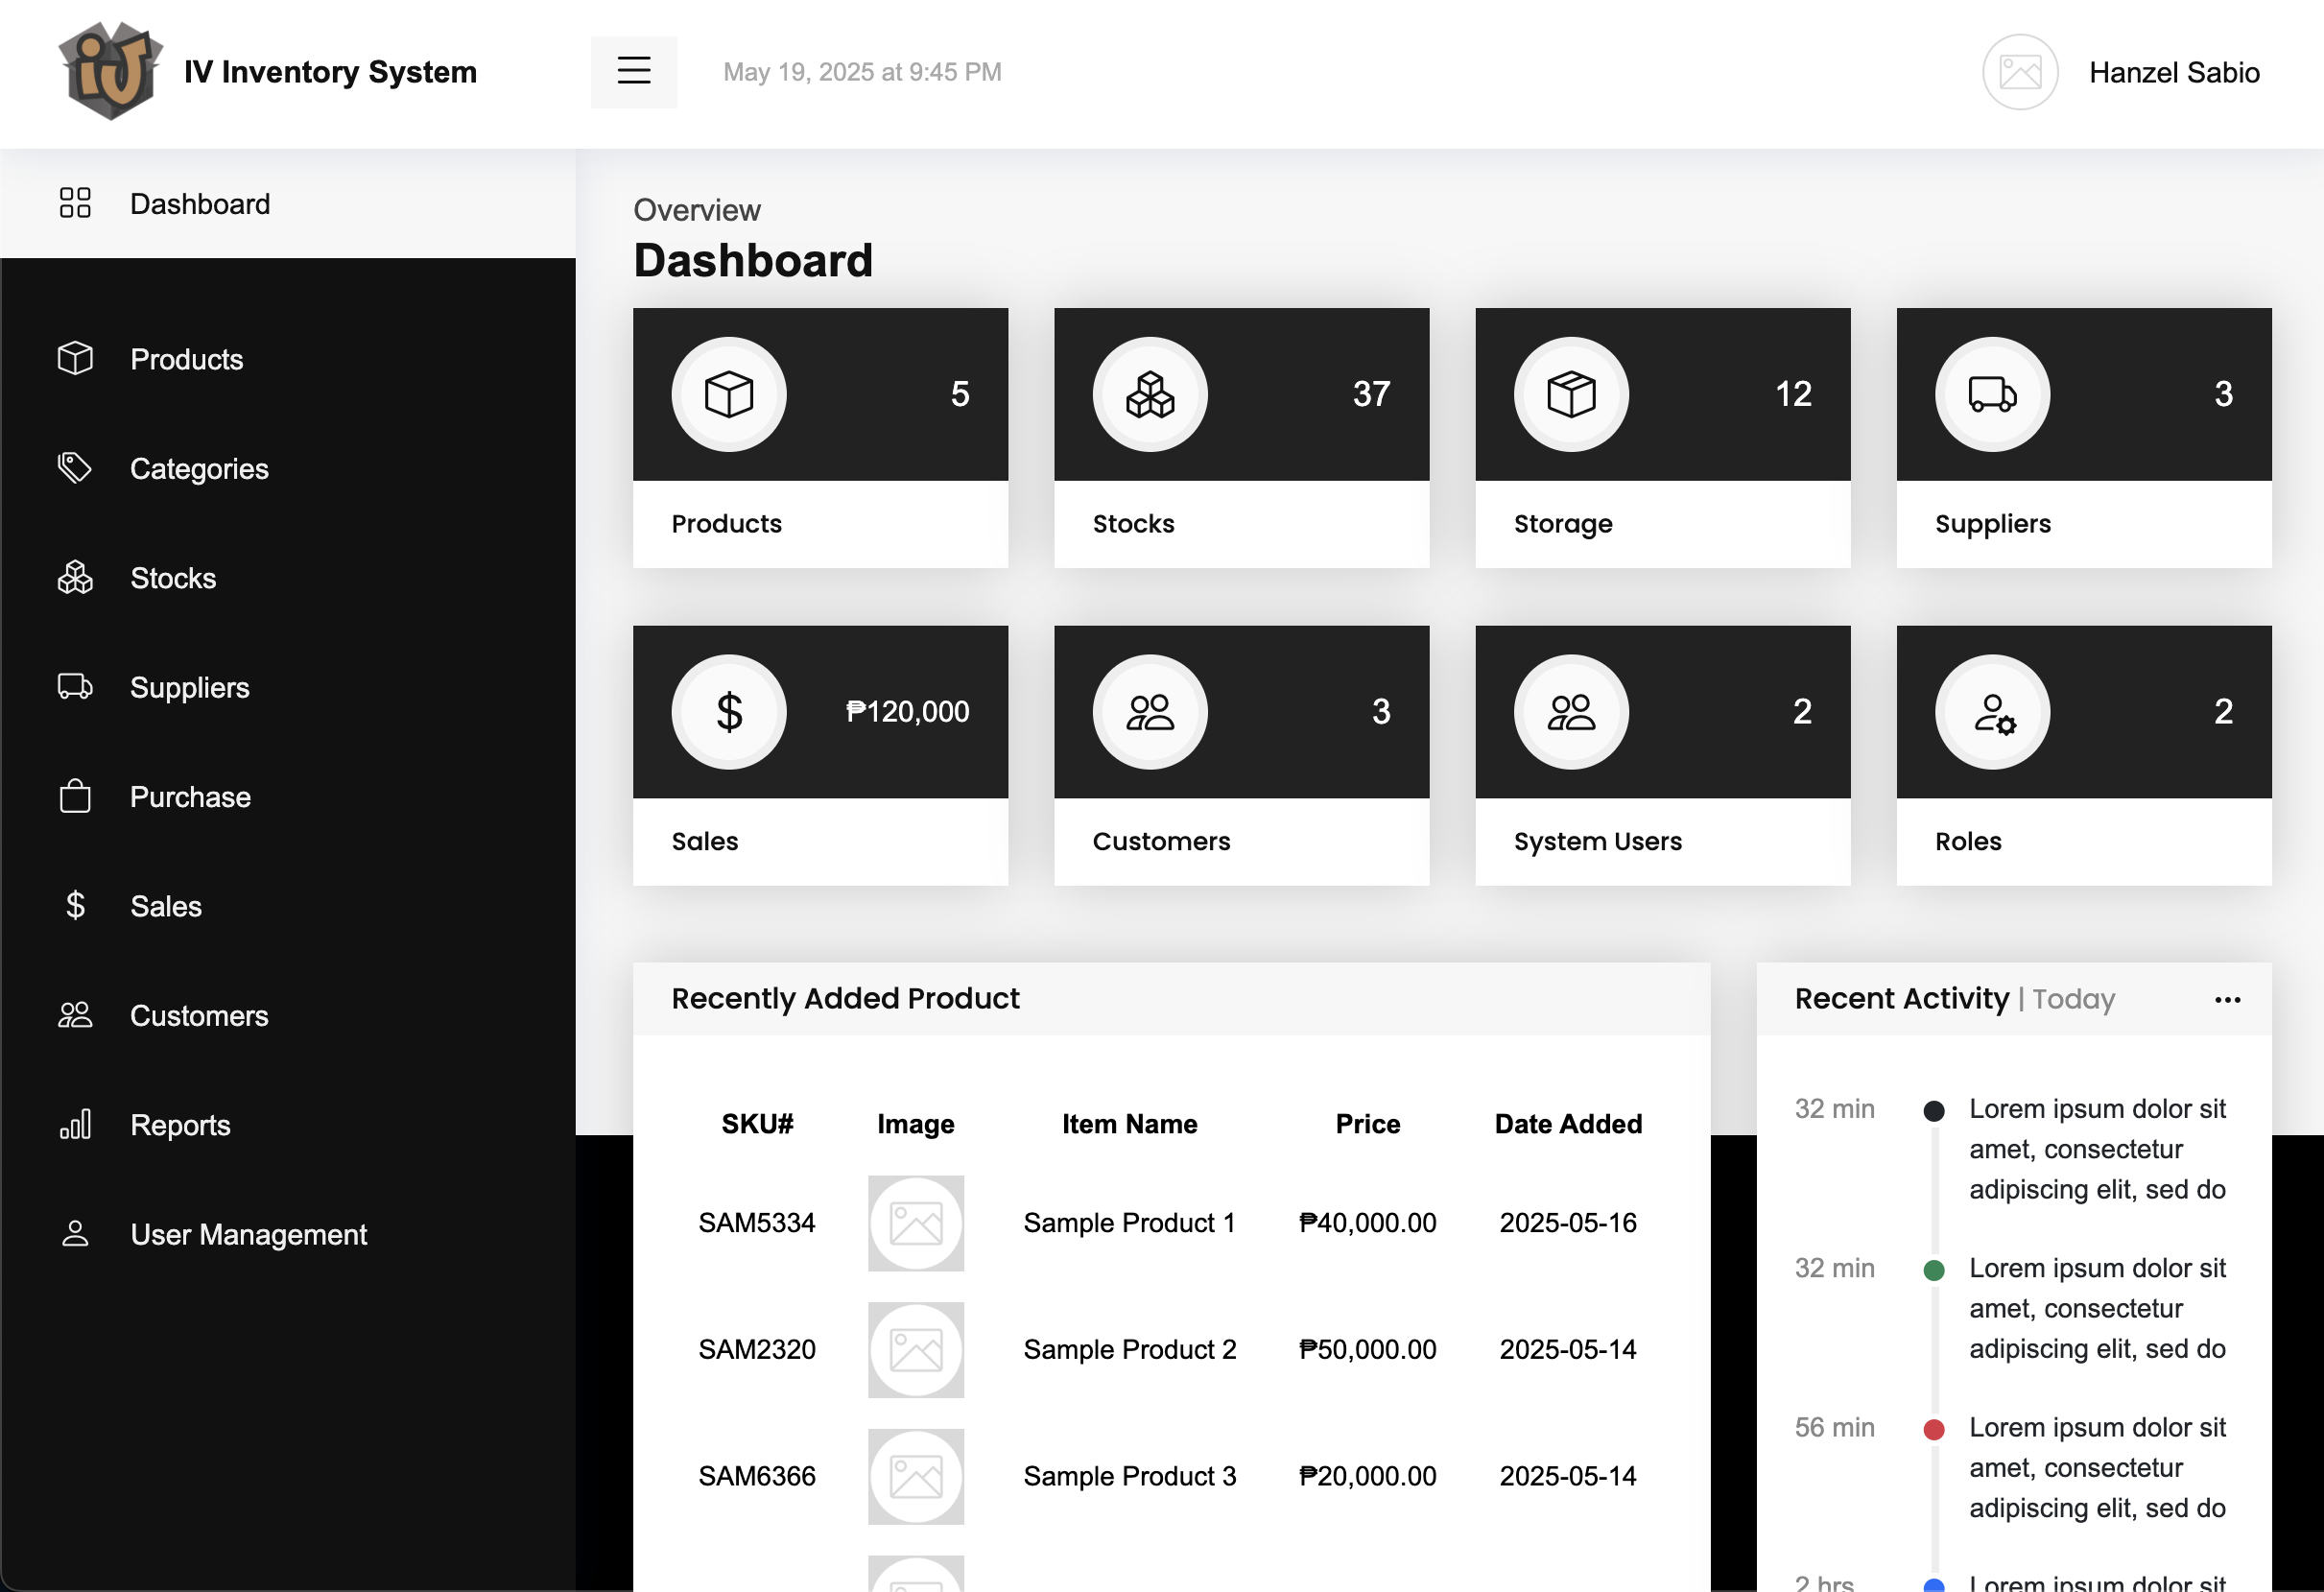 iv
IV Inventory System
May 19, 2025 at 9:45 PM
Hanzel Sabio
Dashboard
Products
Categories
Stocks
Suppliers
Purchase
$ Sales
Customers
Reports
User Management
Overview
Dashboard
5
Products
37
Stocks
12
Storage
3
Suppliers
$ ₱120,000
Sales
3
Customers
2
System Users
2
Roles
Recently Added Product
SKU# Image Item Name Price Date Added
SAM5334 Sample Product 1 ₱40,000.00 2025-05-16
SAM2320 Sample Product 2 ₱50,000.00 2025-05-14
SAM6366 Sample Product 3 ₱20,000.00 2025-05-14
Recent Activity | Today
32 min Lorem ipsum dolor sit
amet, consectetur
adipiscing elit, sed do
32 min Lorem ipsum dolor sit
amet, consectetur
adipiscing elit, sed do
56 min Lorem ipsum dolor sit
amet, consectetur
adipiscing elit, sed do
2 hrs Lorem ipsum dolor sit